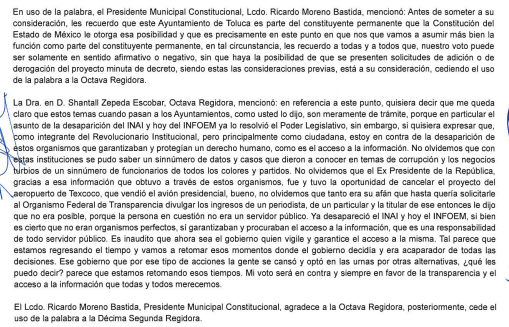 En uso de la palabra, el Presidente Municipal Constitucional, Lcdo. Ricardo Moreno Bastida, mencionó: Antes de someter a su
consideración, les recuerdo que este Ayuntamiento de Toluca es parte del constituyente permanente que la Constitución del
Estado de México le otorga esa posibilidad y que es precisamente en este punto en que nos que vamos a asumir más bien la
función como parte del constituyente permanente, en tal circunstancia, les recuerdo a todas y a todos que, nuestro voto puede
ser solamente en sentido afirmativo o negativo, sin que haya la posibilidad de que se presenten solicitudes de adición o de
derogación del proyecto minuta de decreto, siendo estas las consideraciones previas, está a su consideración, cediendo el uso
de la palabra a la Octava Regidora.
La Dra. en D. Shantall Zepeda Escobar, Octava Regidora, mencionó: en referencia a este punto, quisiera decir que me queda
claro que estos temas cuando pasan a los Ayuntamientos, como usted lo dijo, son meramente de trámite, porque en particular el
asunto de la desaparición del INAI y hoy del INFOEM ya lo resolvió el Poder Legislativo, sin embargo, si quisiera expresar que,
como integrante del Revolucionario Institucional, pero principalmente como ciudadana, estoy en contra de la desaparición de
estos organismos que garantizaban y protegían un derecho humano, como es el acceso a la información. No olvidemos que con
estas instituciones se pudo saber un sinnúmero de datos y casos que dieron a conocer en temas de corrupción y los negocios
turbios de un sinnúmero de funcionarios de todos los colores y partidos. No olvidemos que el Ex Presidente de la República,
gracias a esa información que obtuvo a través de estos organismos, fue y tuvo la oportunidad de cancelar el proyecto del
aeropuerto de Texcoco, que vendió el avión presidencial, bueno, no olvidemos que tanto era su afán que hasta quería solicitarle
al Organismo Federal de Transparencia divulgar los ingresos de un periodista, de un particular y la titular de ese entonces le dijo
que no era posible, porque la persona en cuestión no era un servidor público. Ya desapareció el INAI y hoy el INFOEM, si bien
es cierto que no eran organismos perfectos, sí garantizaban y procuraban el acceso a la información, que es una responsabilidad
de todo servidor público. Es inaudito que ahora sea el gobierno quien vigile y garantice el acceso a la misma. Tal parece que
estamos regresando el tiempo y vamos a retomar esos momentos donde el gobierno decidía y era acaparador de todas las
decisiones. Ese gobierno que por ese tipo de acciones la gente se cansó y optó en las urnas por otras alternativas, ¿qué les
puedo decir? parece que estamos retomando esos tiempos. Mi voto será en contra y siempre en favor de la transparencia y el
acceso a la información que todas y todos merecemos.
El Lcdo. Ricardo Moreno Bastida, Presidente Municipal Constitucional, agradece a la Octava Regidora, posteriormente, cede el
uso de la palabra a la Décima Segunda Regidora.